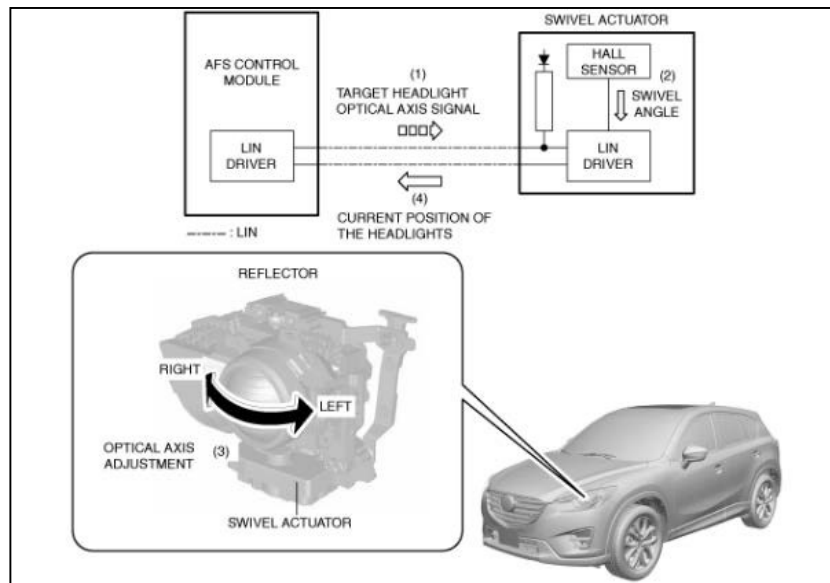 SWIVEL ACTUATOR
AFS CONTROL
MODULE
LIN
DRIVER
(1)
TARGET HEADLIGHT
OPTICAL AXIS SIGNAL
HALL
SENSOR
(2)
SWIVEL
ANGLE
LIN
DRIVER
(4)
CURRENT POSITION OF
THE HEADLIGHTS
: LIN
REFLECTOR
RIGHT
LEFT
OPTICAL AXIS
ADJUSTMENT
(3)
SWIVEL ACTUATOR